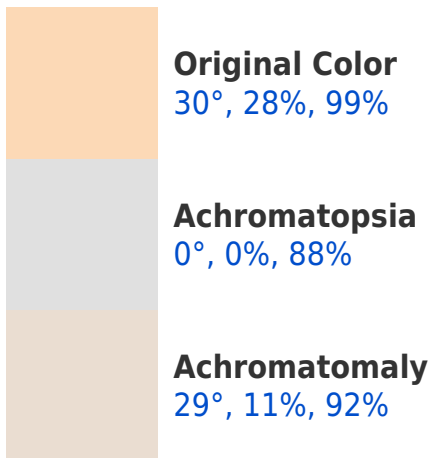 Original Color
30°, 28%, 99%
Achromatopsia
0°, 0%, 88%
Achromatomaly
29°, 11%, 92%